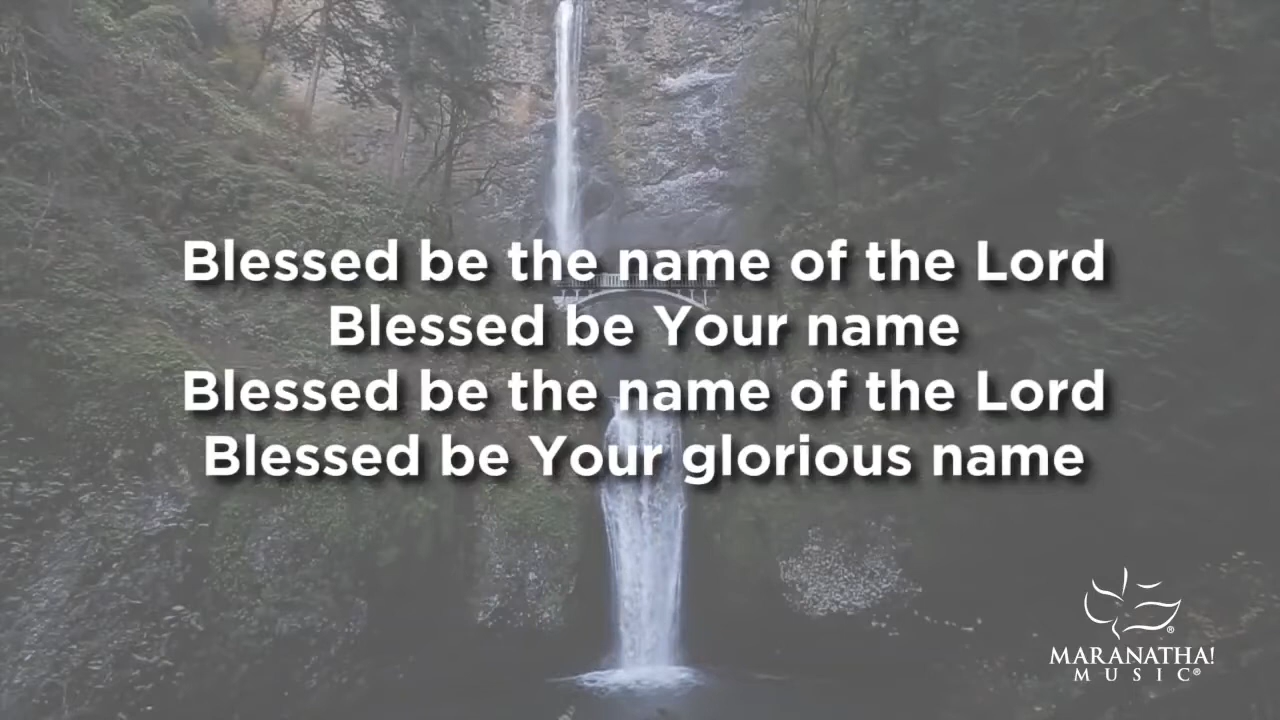 Blessed be the name of the Lord
Blessed be Your name
Blessed be the name of the Lord
Blessed be Your glorious name
MARANATHA!
MUSIC®